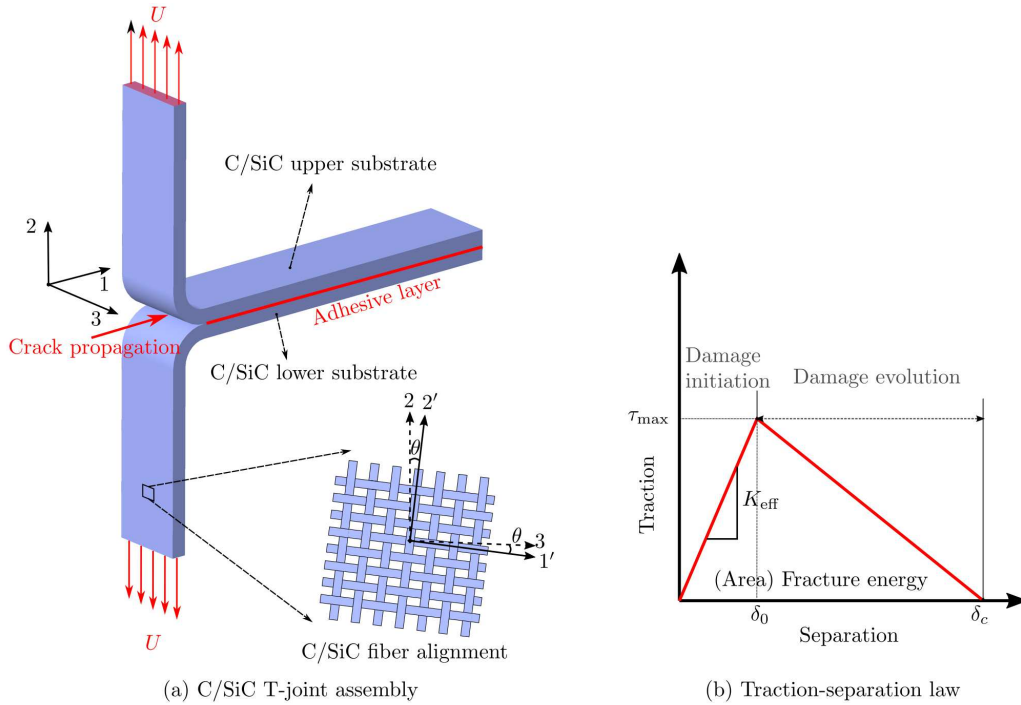 U
C/SiC upper substrate
2
1
3
Adhesive layer
Crack propagation
C/SiC lower substrate
2 2′
θ
θ 3
1′
U
C/SiC fiber alignment
(a) C/SiC T-joint assembly
Damage
initiation
Damage evolution
τmax
Traction
Keff
(Area) Fracture energy
δ0
δc
Separation
(b) Traction-separation law